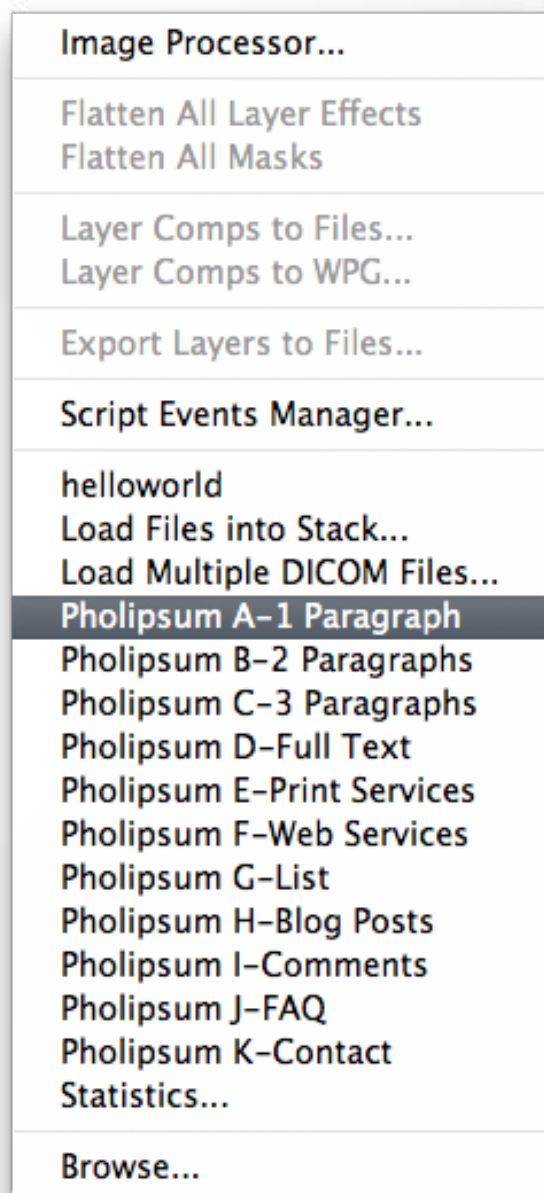 Image Processor...
Flatten All Layer Effects
Flatten All Masks
Layer Comps to Files...
Layer Comps to WPG...
Export Layers to Files...
Script Events Manager...
helloworld
Load Files into Stack...
Load Multiple DICOM Files...
Pholipsum A-1 Paragraph
Pholipsum B-2 Paragraphs
Pholipsum C-3 Paragraphs
Pholipsum D-Full Text
Pholipsum E-Print Services
Pholipsum F-Web Services
Pholipsum G-List
Pholipsum H-Blog Posts
Pholipsum I-Comments
Pholipsum J-FAQ
Pholipsum K-Contact
Statistics...
Browse...